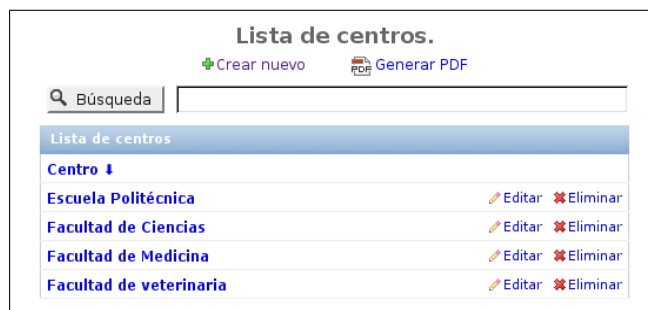 Lista de centros.
Crear nuevo PDF Generar PDF
Búsqueda
Lista de centros
Centro ⬇
Escuela Politécnica Editar Eliminar
Facultad de Ciencias Editar Eliminar
Facultad de Medicina Editar Eliminar
Facultad de veterinaria Editar Eliminar